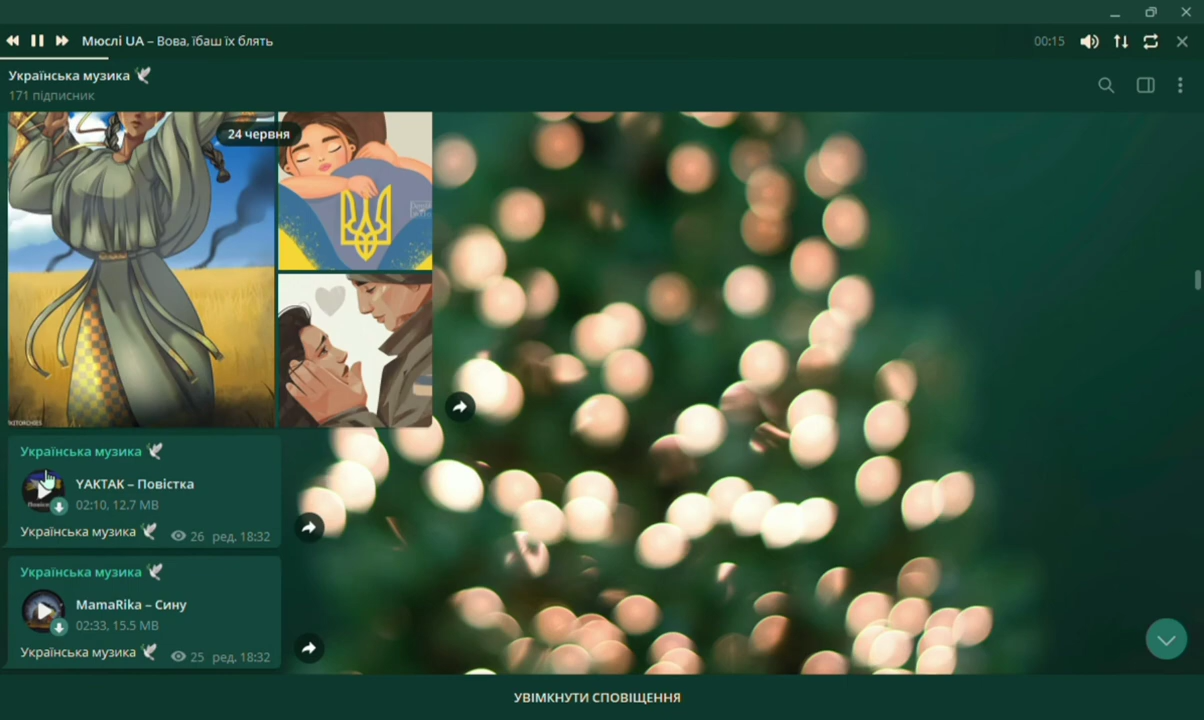 Мюслі UA – Вова, їбаш їх блять
00:15
Українська музика 🕊
171 підписник
24 червня
Українська музика 🕊
YAKTAK – Повістка
02:10, 12.7 MB
Українська музика 🕊 26 ред. 18:32
Українська музика 🕊
MamaRika – Сину
02:33, 15.5 MB
Українська музика 🕊 25 ред. 18:32
УВІМКНУТИ СПОВІЩЕННЯ